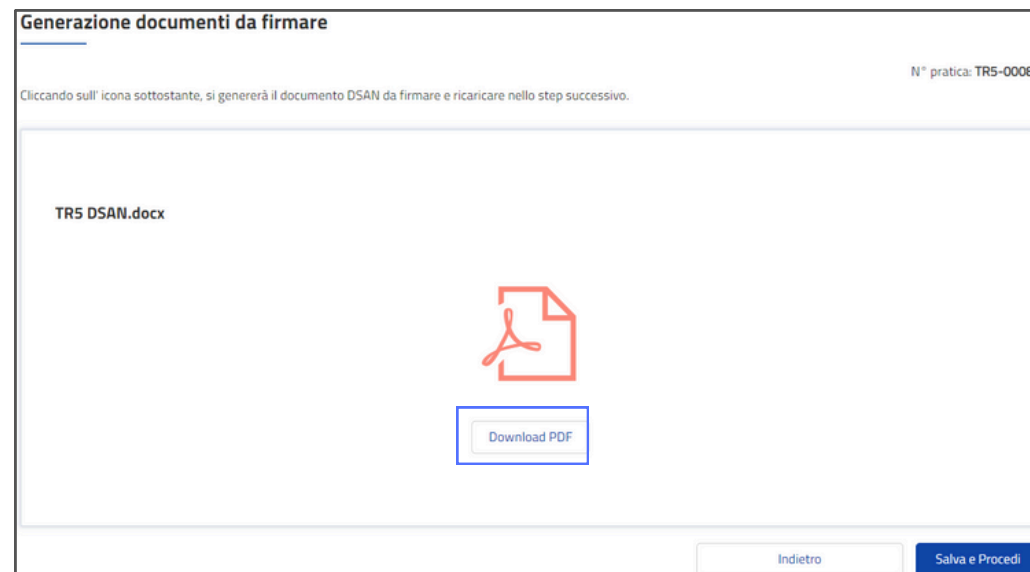 Generazione documenti da firmare
N° pratica: TR5-0008
Cliccando sull' icona sottostante, si genererà il documento DSAN da firmare e ricaricare nello step successivo.
TR5 DSAN.docx
Download PDF
Indietro
Salva e Procedi